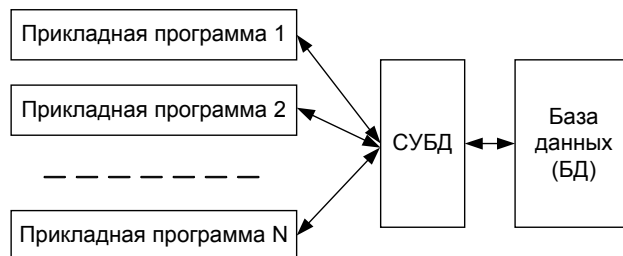 Прикладная программа 1
Прикладная программа 2
Прикладная программа N
СУБД
База
данных
(БД)